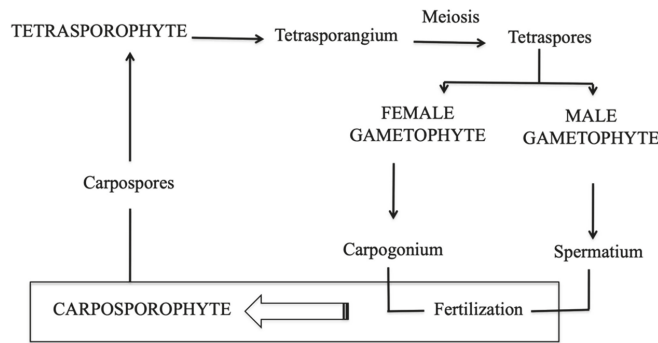 Meiosis
TETRASPOROPHYTE
Tetrasporangium
Tetraspores
FEMALE
GAMETOPHYTE
MALE
GAMETOPHYTE
Carpospores
Carpogonium
Spermatium
CARPOSPOROPHYTE
Fertilization